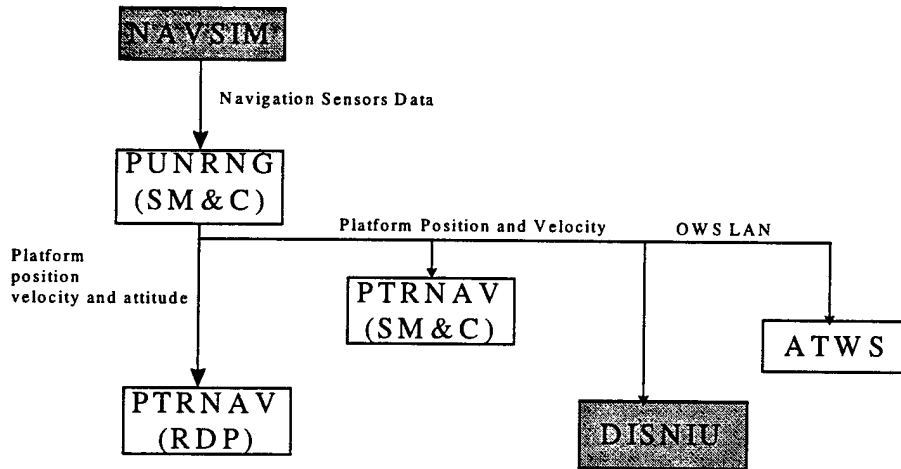 NAVSIM
Navigation Sensors Data
PUNRNG
(SM&C)
Platform Position and Velocity
OWS LAN
Platform
position
velocity and attitude
PTRNAV
(SM&C)
ATWS
PTRNAV
(RDP)
DISNIU